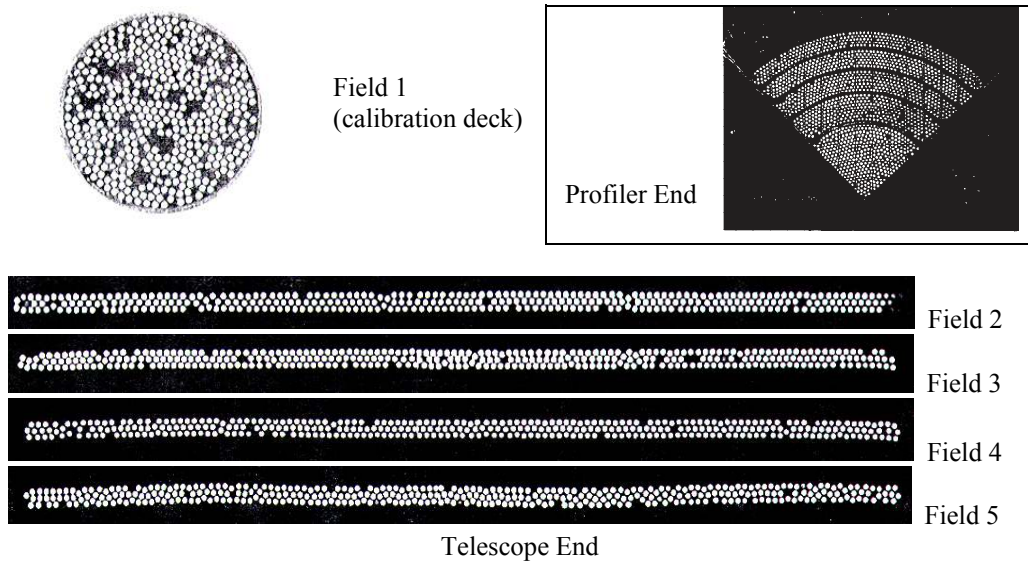 Field 1
(calibration deck)
Profiler End
Field 2
Field 3
Field 4
Field 5
Telescope End